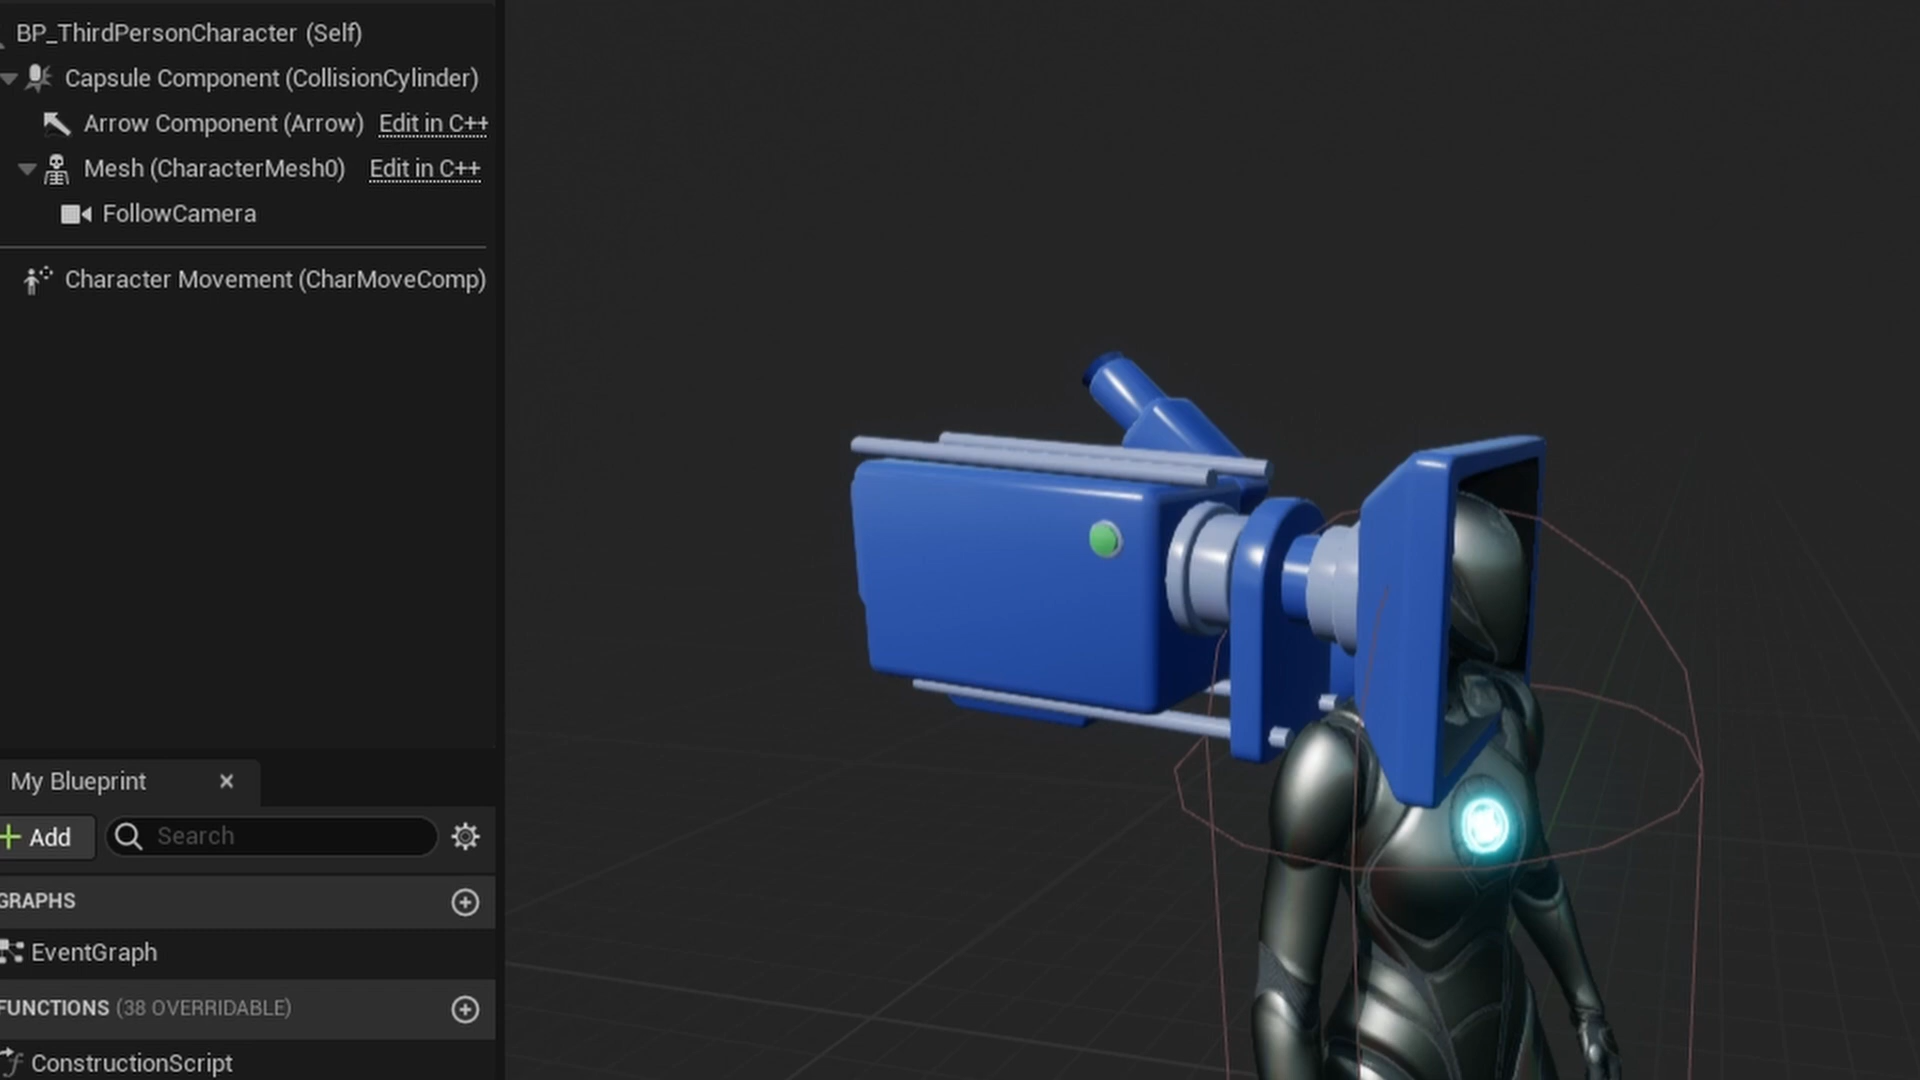 BP_ThirdPersonCharacter (Self)
Capsule Component (CollisionCylinder)
Arrow Component (Arrow) Edit in C++
Mesh (CharacterMesh0) Edit in C++
FollowCamera
Character Movement (CharMoveComp)
My Blueprint
Add
Search
GRAPHS
EventGraph
FUNCTIONS (38 OVERRIDABLE)
ConstructionScript